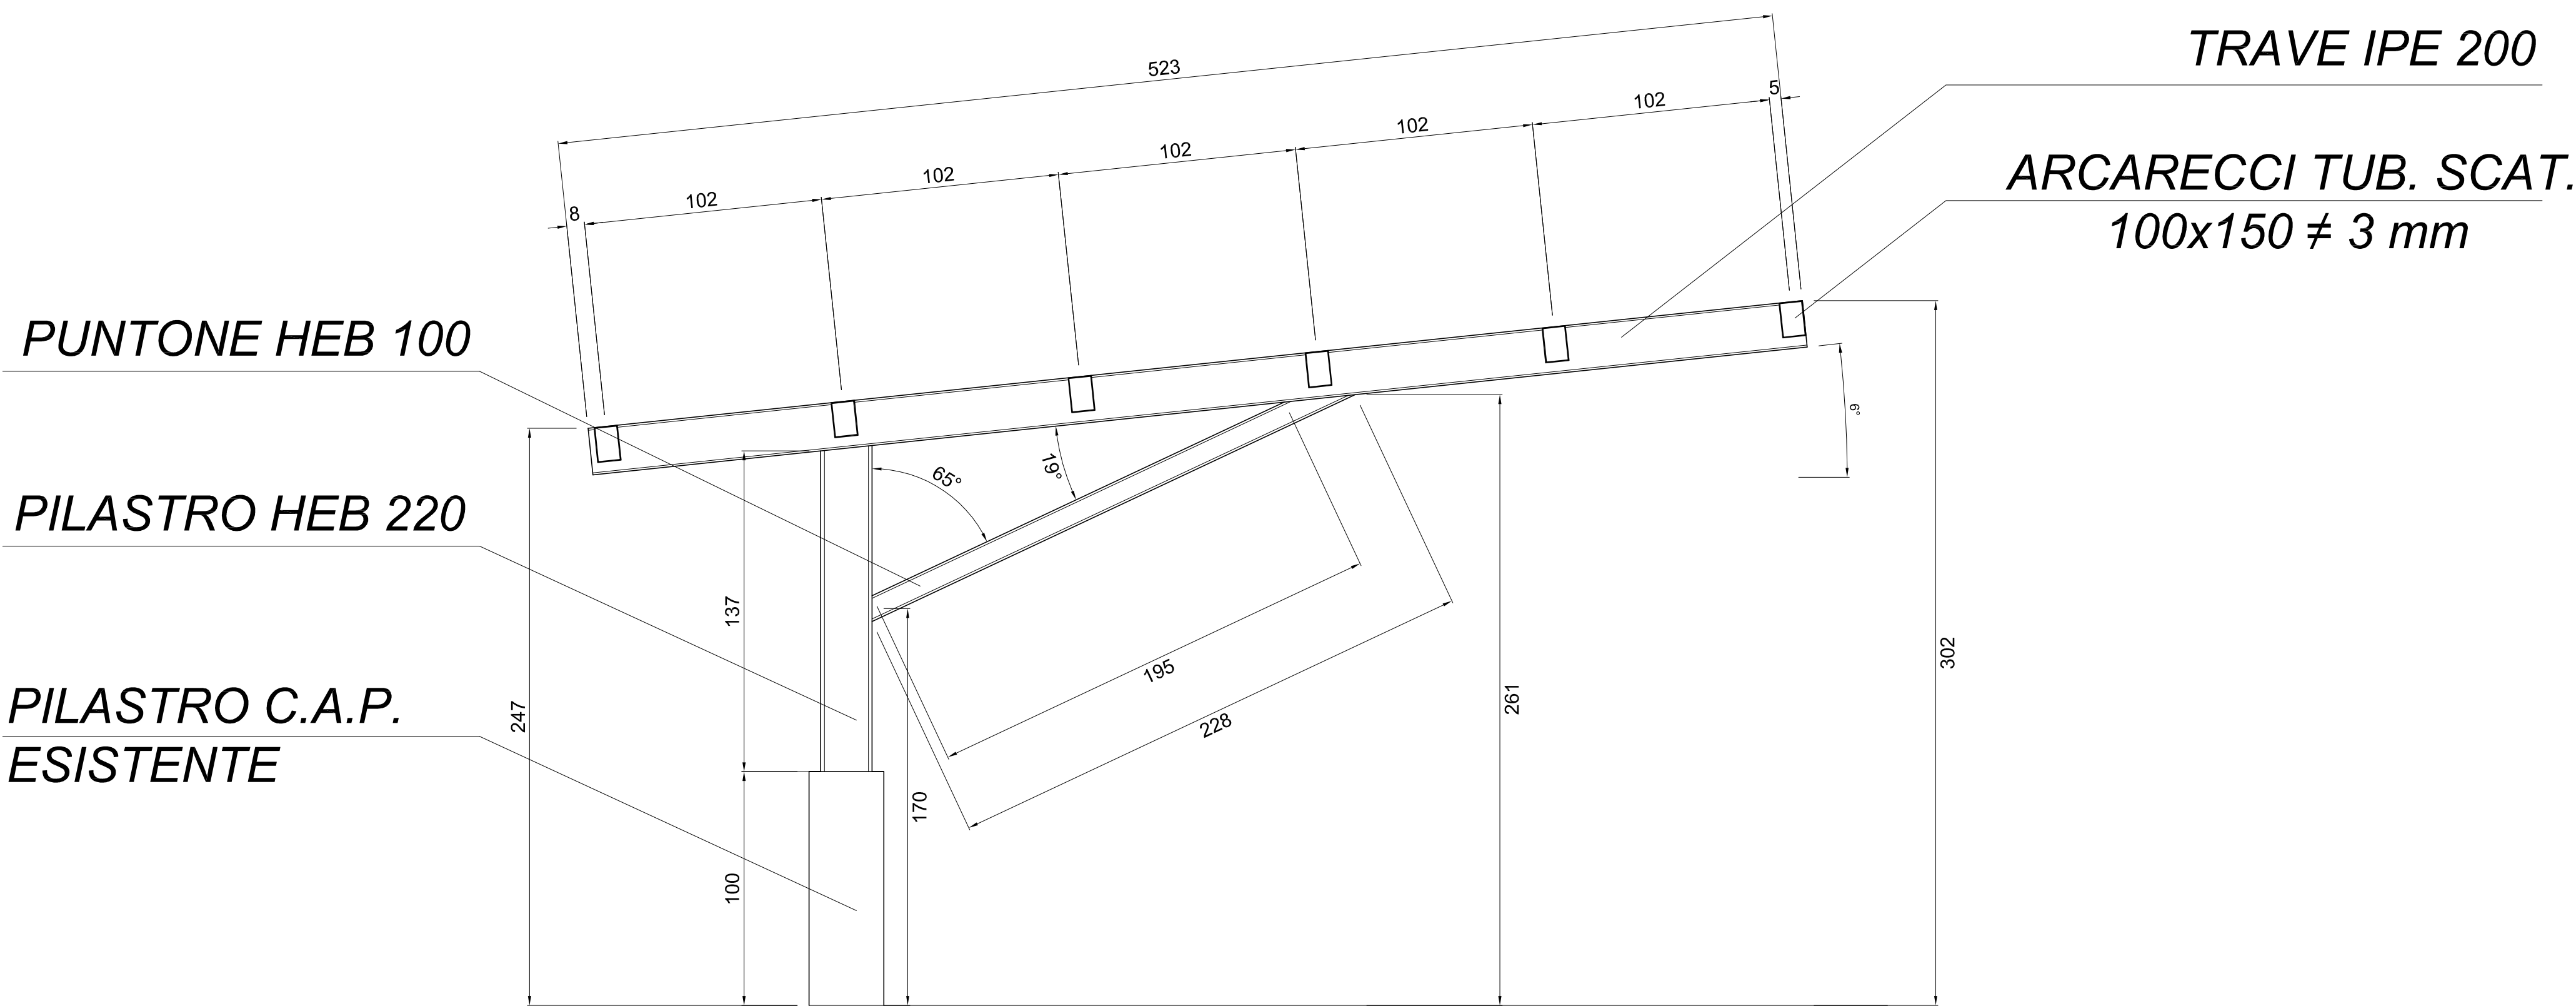 TRAVE IPE 200
523
5
102
102
102
102
102
8
ARCARECCI TUB. SCAT.
100x150 ≠ 3 mm
PUNTONE HEB 100
6°
19°
65°
PILASTRO HEB 220
137
195
228
302
261
247
PILASTRO C.A.P.
ESISTENTE
170
100